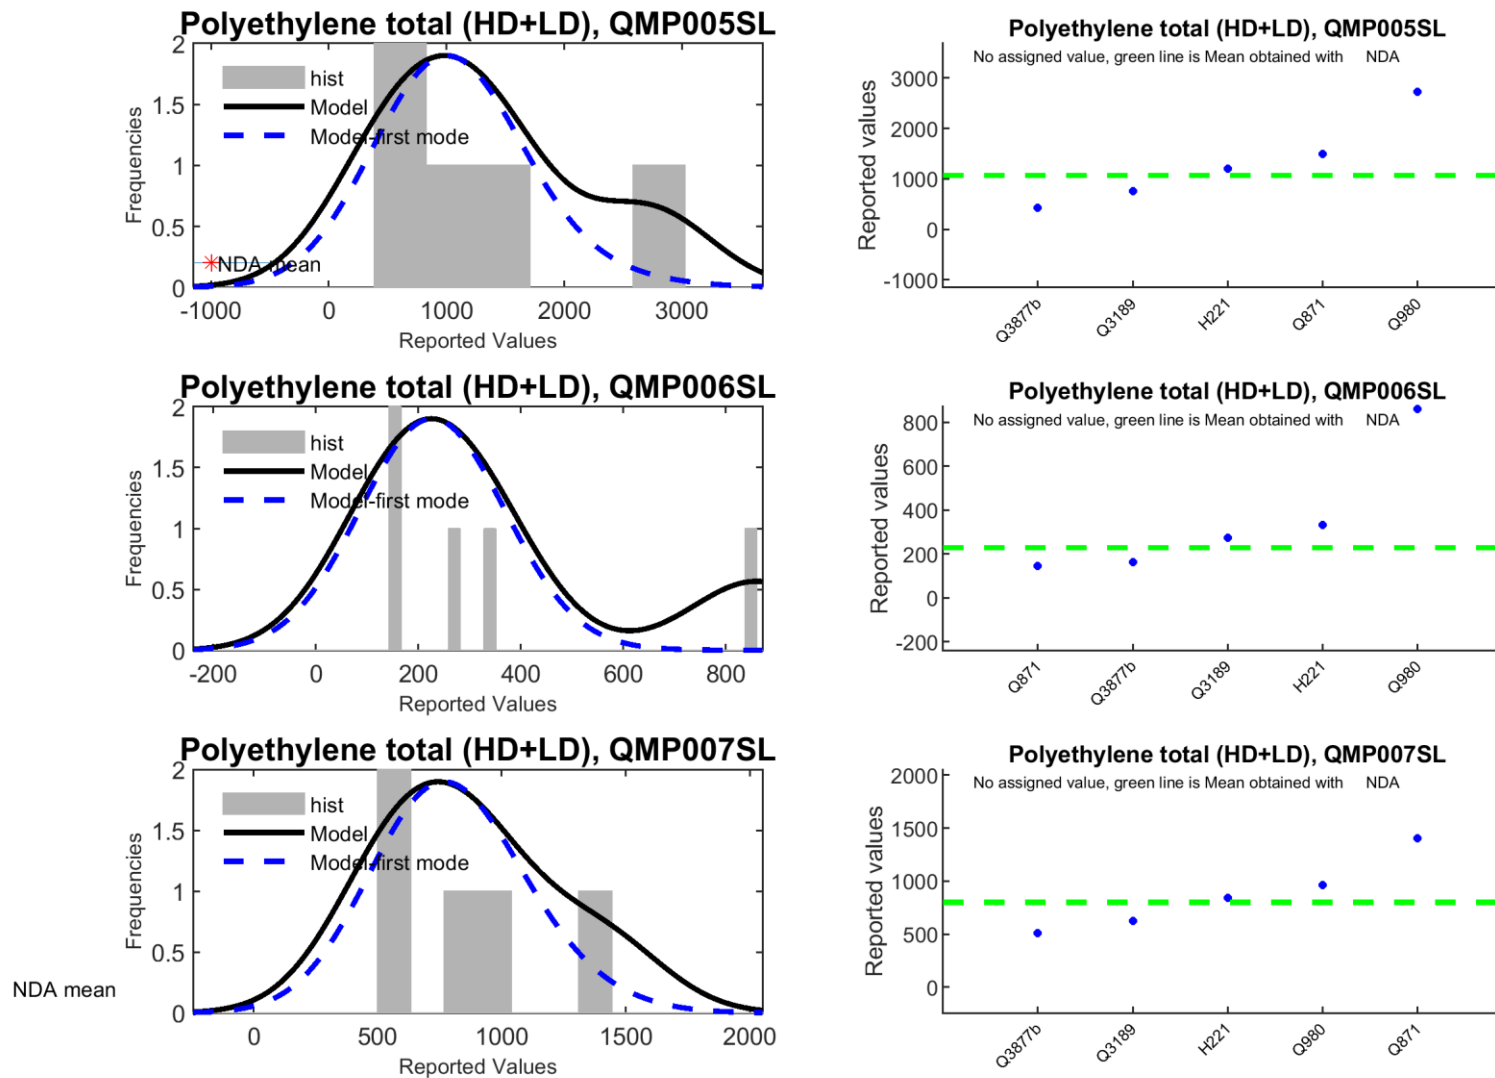 Polyethylene total (HD+LD), QMP005SL
2
1.5
1
0.5
0
Frequencies
hist
Model
Model-first mode
NDA mean
-1000 0 1000 2000 3000
Reported Values
Polyethylene total (HD+LD), QMP005SL
No assigned value, green line is Mean obtained with NDA
3000
2000
1000
0
-1000
Reported values
Q3877b Q3189 H221 Q871 Q980
Polyethylene total (HD+LD), QMP006SL
2
1.5
1
0.5
0
Frequencies
hist
Model
Model-first mode
-200 0 200 400 600 800
Reported Values
Polyethylene total (HD+LD), QMP006SL
No assigned value, green line is Mean obtained with NDA
800
600
400
200
0
-200
Reported values
Q871 Q3877b Q3189 H221 Q980
Polyethylene total (HD+LD), QMP007SL
2
1.5
1
0.5
0
Frequencies
hist
Model
Model-first mode
NDA mean
0 500 1000 1500 2000
Reported Values
Polyethylene total (HD+LD), QMP007SL
No assigned value, green line is Mean obtained with NDA
2000
1500
1000
500
0
Reported values
Q3877b Q3189 H221 Q980 Q871